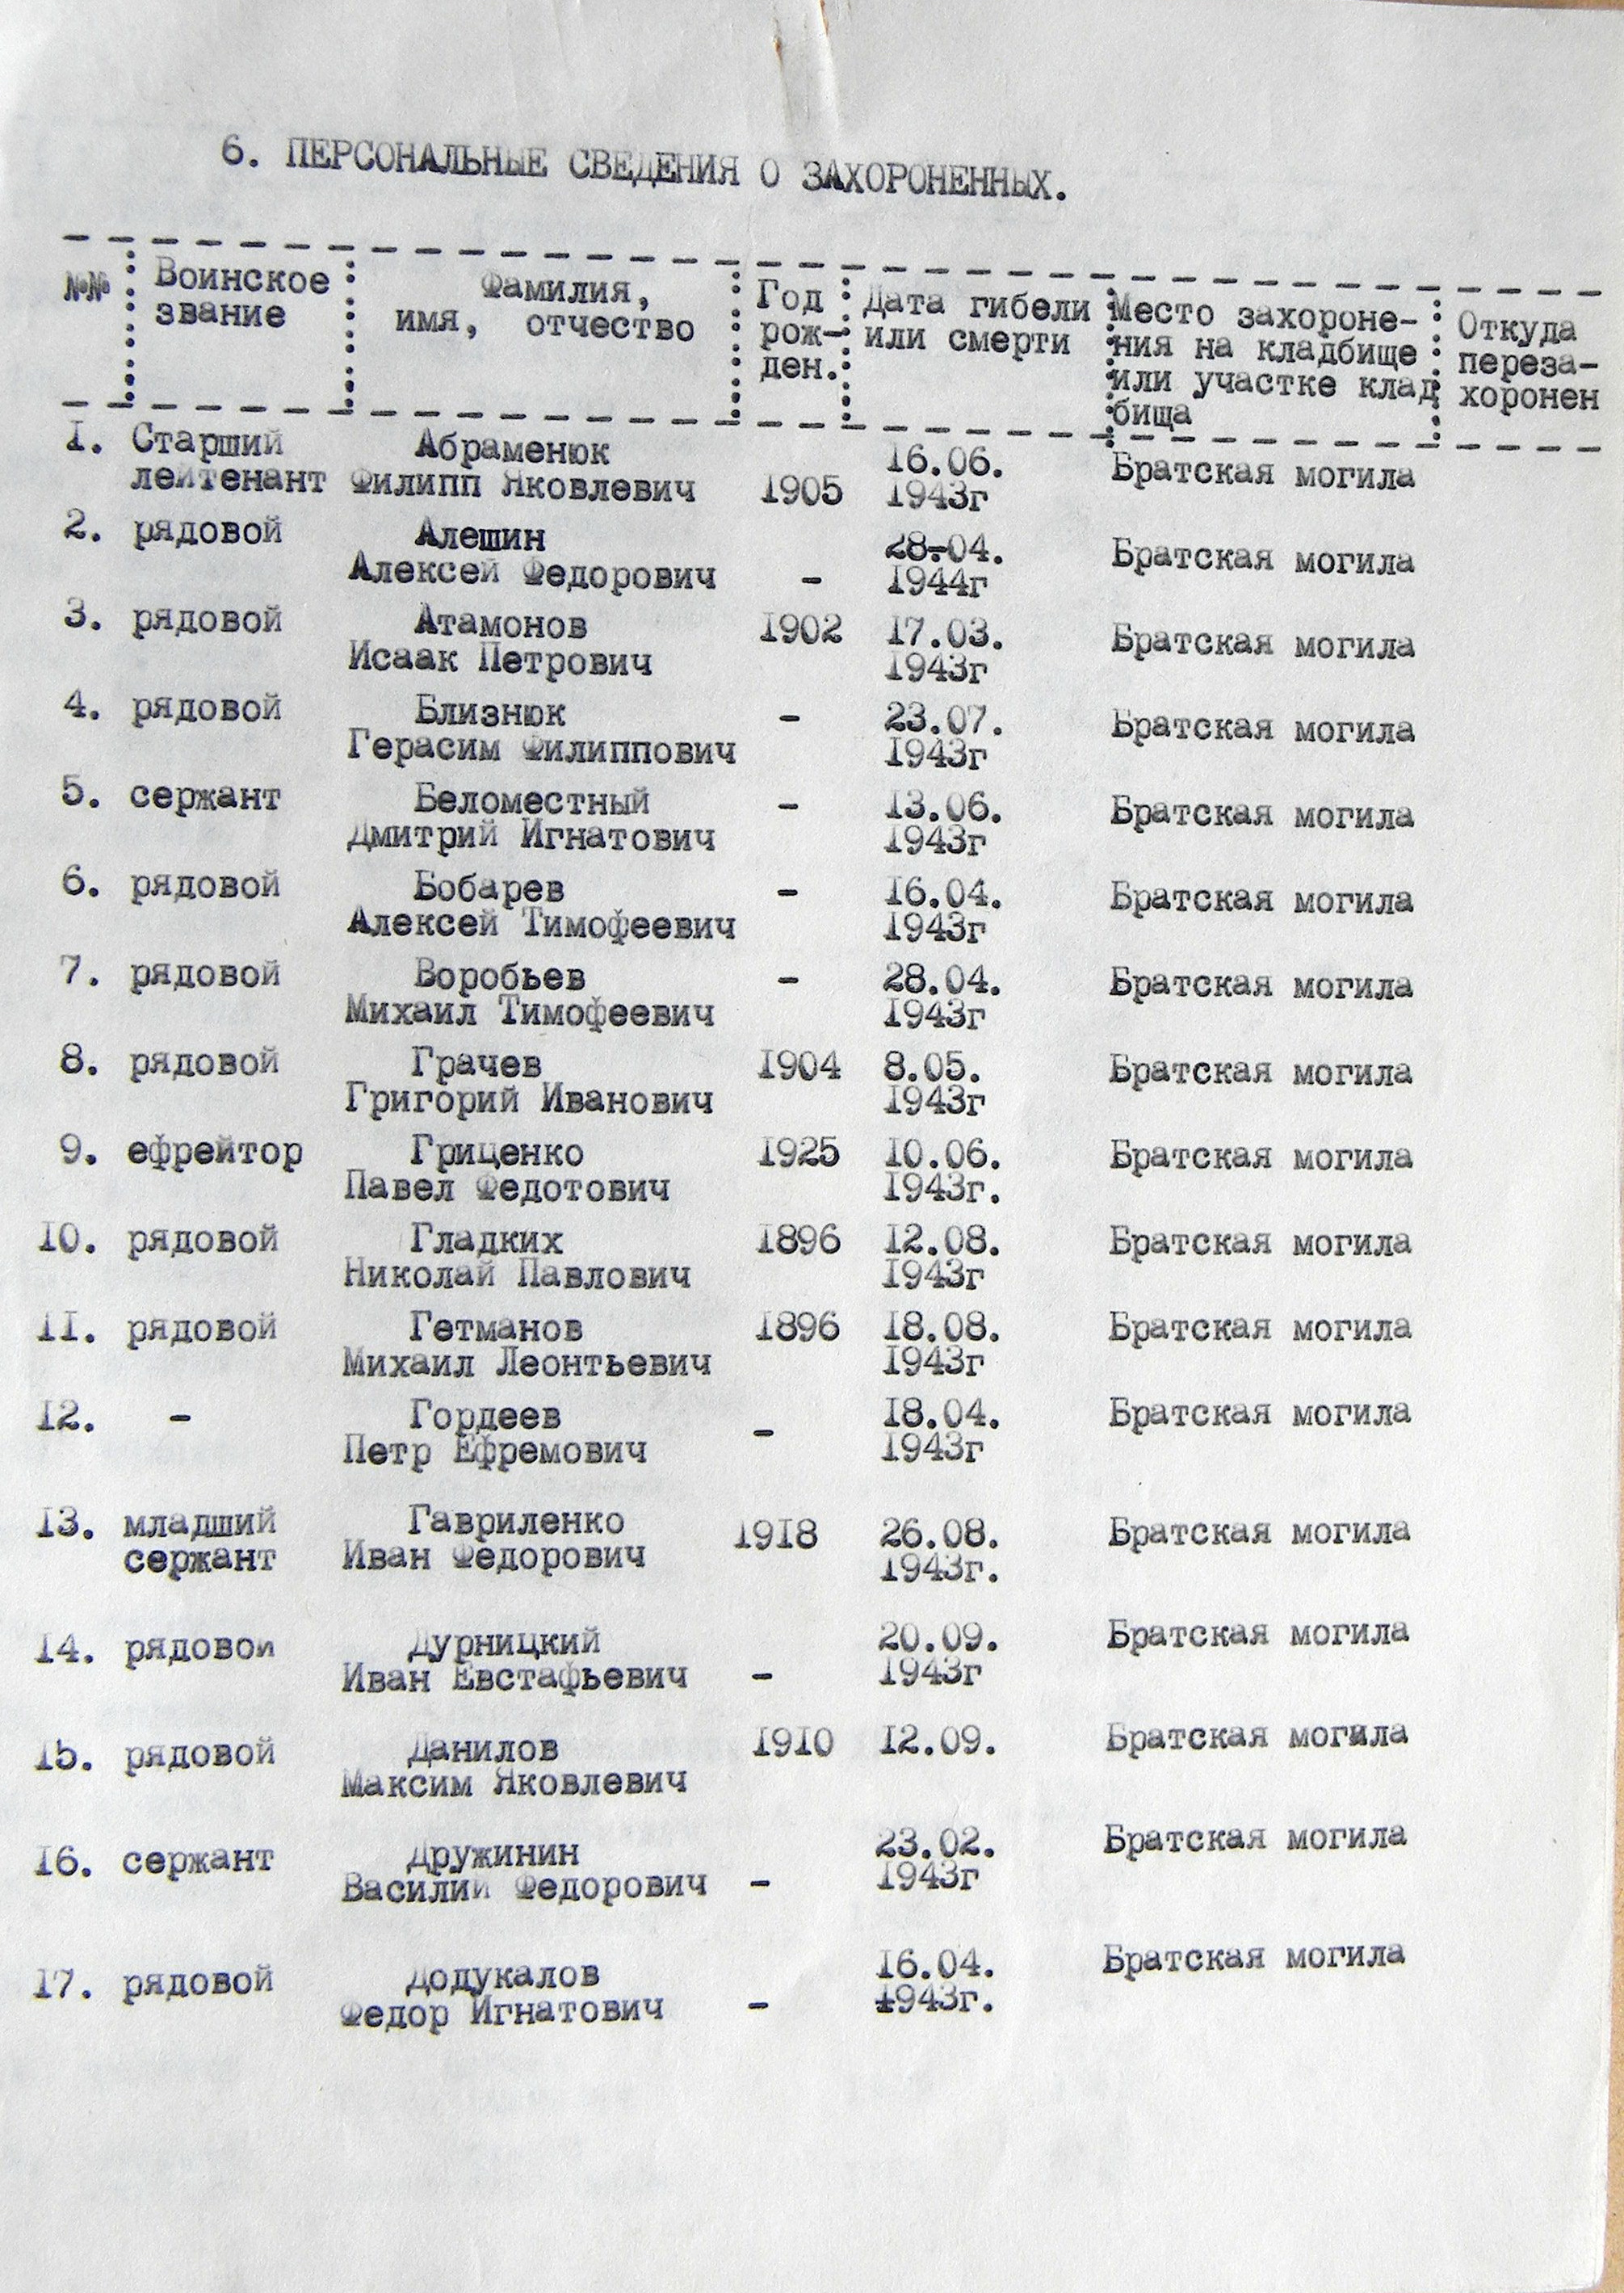 6. ПЕРСОНАЛЬНЫЕ СВЕДЕНИЯ О ЗАХОРОНЕННЫХ.
№№ Воинское звание Фамилия, имя, отчество Год рож-ден. Дата гибели или смерти Место захороне-ния на кладбище или участке клад бища Откуда переза-хоронен
1. Старший Абраменюк 16.06. Братская могила
лейтенант Филипп Яковлевич 1905 1943г
2. рядовой Алешин 28.04. Братская могила
Алексей Федорович - 1944г
3. рядовой Атамонов 1902 17.03. Братская могила
Исаак Петрович 1943г
4. рядовой Близнюк - 23.07. Братская могила
Герасим Филиппович 1943г
5. сержант Беломестный - 13.06. Братская могила
Дмитрий Игнатович 1943г
6. рядовой Бобарев - 16.04. Братская могила
Алексей Тимофеевич 1943г
7. рядовой Воробьев - 28.04. Братская могила
Михаил Тимофеевич 1943г
8. рядовой Грачев 1904 8.05. Братская могила
Григорий Иванович 1943г
9. ефрейтор Гриценко 1925 10.06. Братская могила
Павел Федотович 1943г.
10. рядовой Гладких 1896 12.08. Братская могила
Николай Павлович 1943г
11. рядовой Гетманов 1896 18.08. Братская могила
Михаил Леонтьевич 1943г
12. - Гордеев - 18.04. Братская могила
Петр Ефремович 1943г
13. младший Гавриленко 1918 26.08. Братская могила
сержант Иван Федорович 1943г.
14. рядовой Дурницкий 20.09. Братская могила
Иван Евстафьевич - 1943г
15. рядовой Данилов 1910 12.09. Братская могила
Максим Яковлевич
16. сержант Дружинин 23.02. Братская могила
Василий Федорович - 1943г
17. рядовой Додукалов 16.04. Братская могила
Федор Игнатович - 1943г.